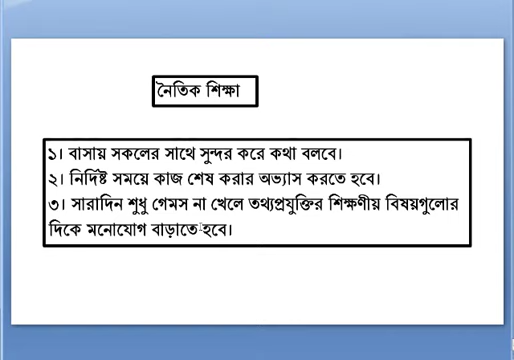 নৈতিক শিক্ষা
১। বাসায় সকলের সাথে সুন্দর করে কথা বলবে।
২। নির্দিষ্ট সময়ে কাজ শেষ করার অভ্যাস করতে হবে।
৩। সারাদিন শুধু গেমস না খেলে তথ্যপ্রযুক্তির শিক্ষণীয় বিষয়গুলোর
দিকে মনোযোগ বাড়াতে হবে।